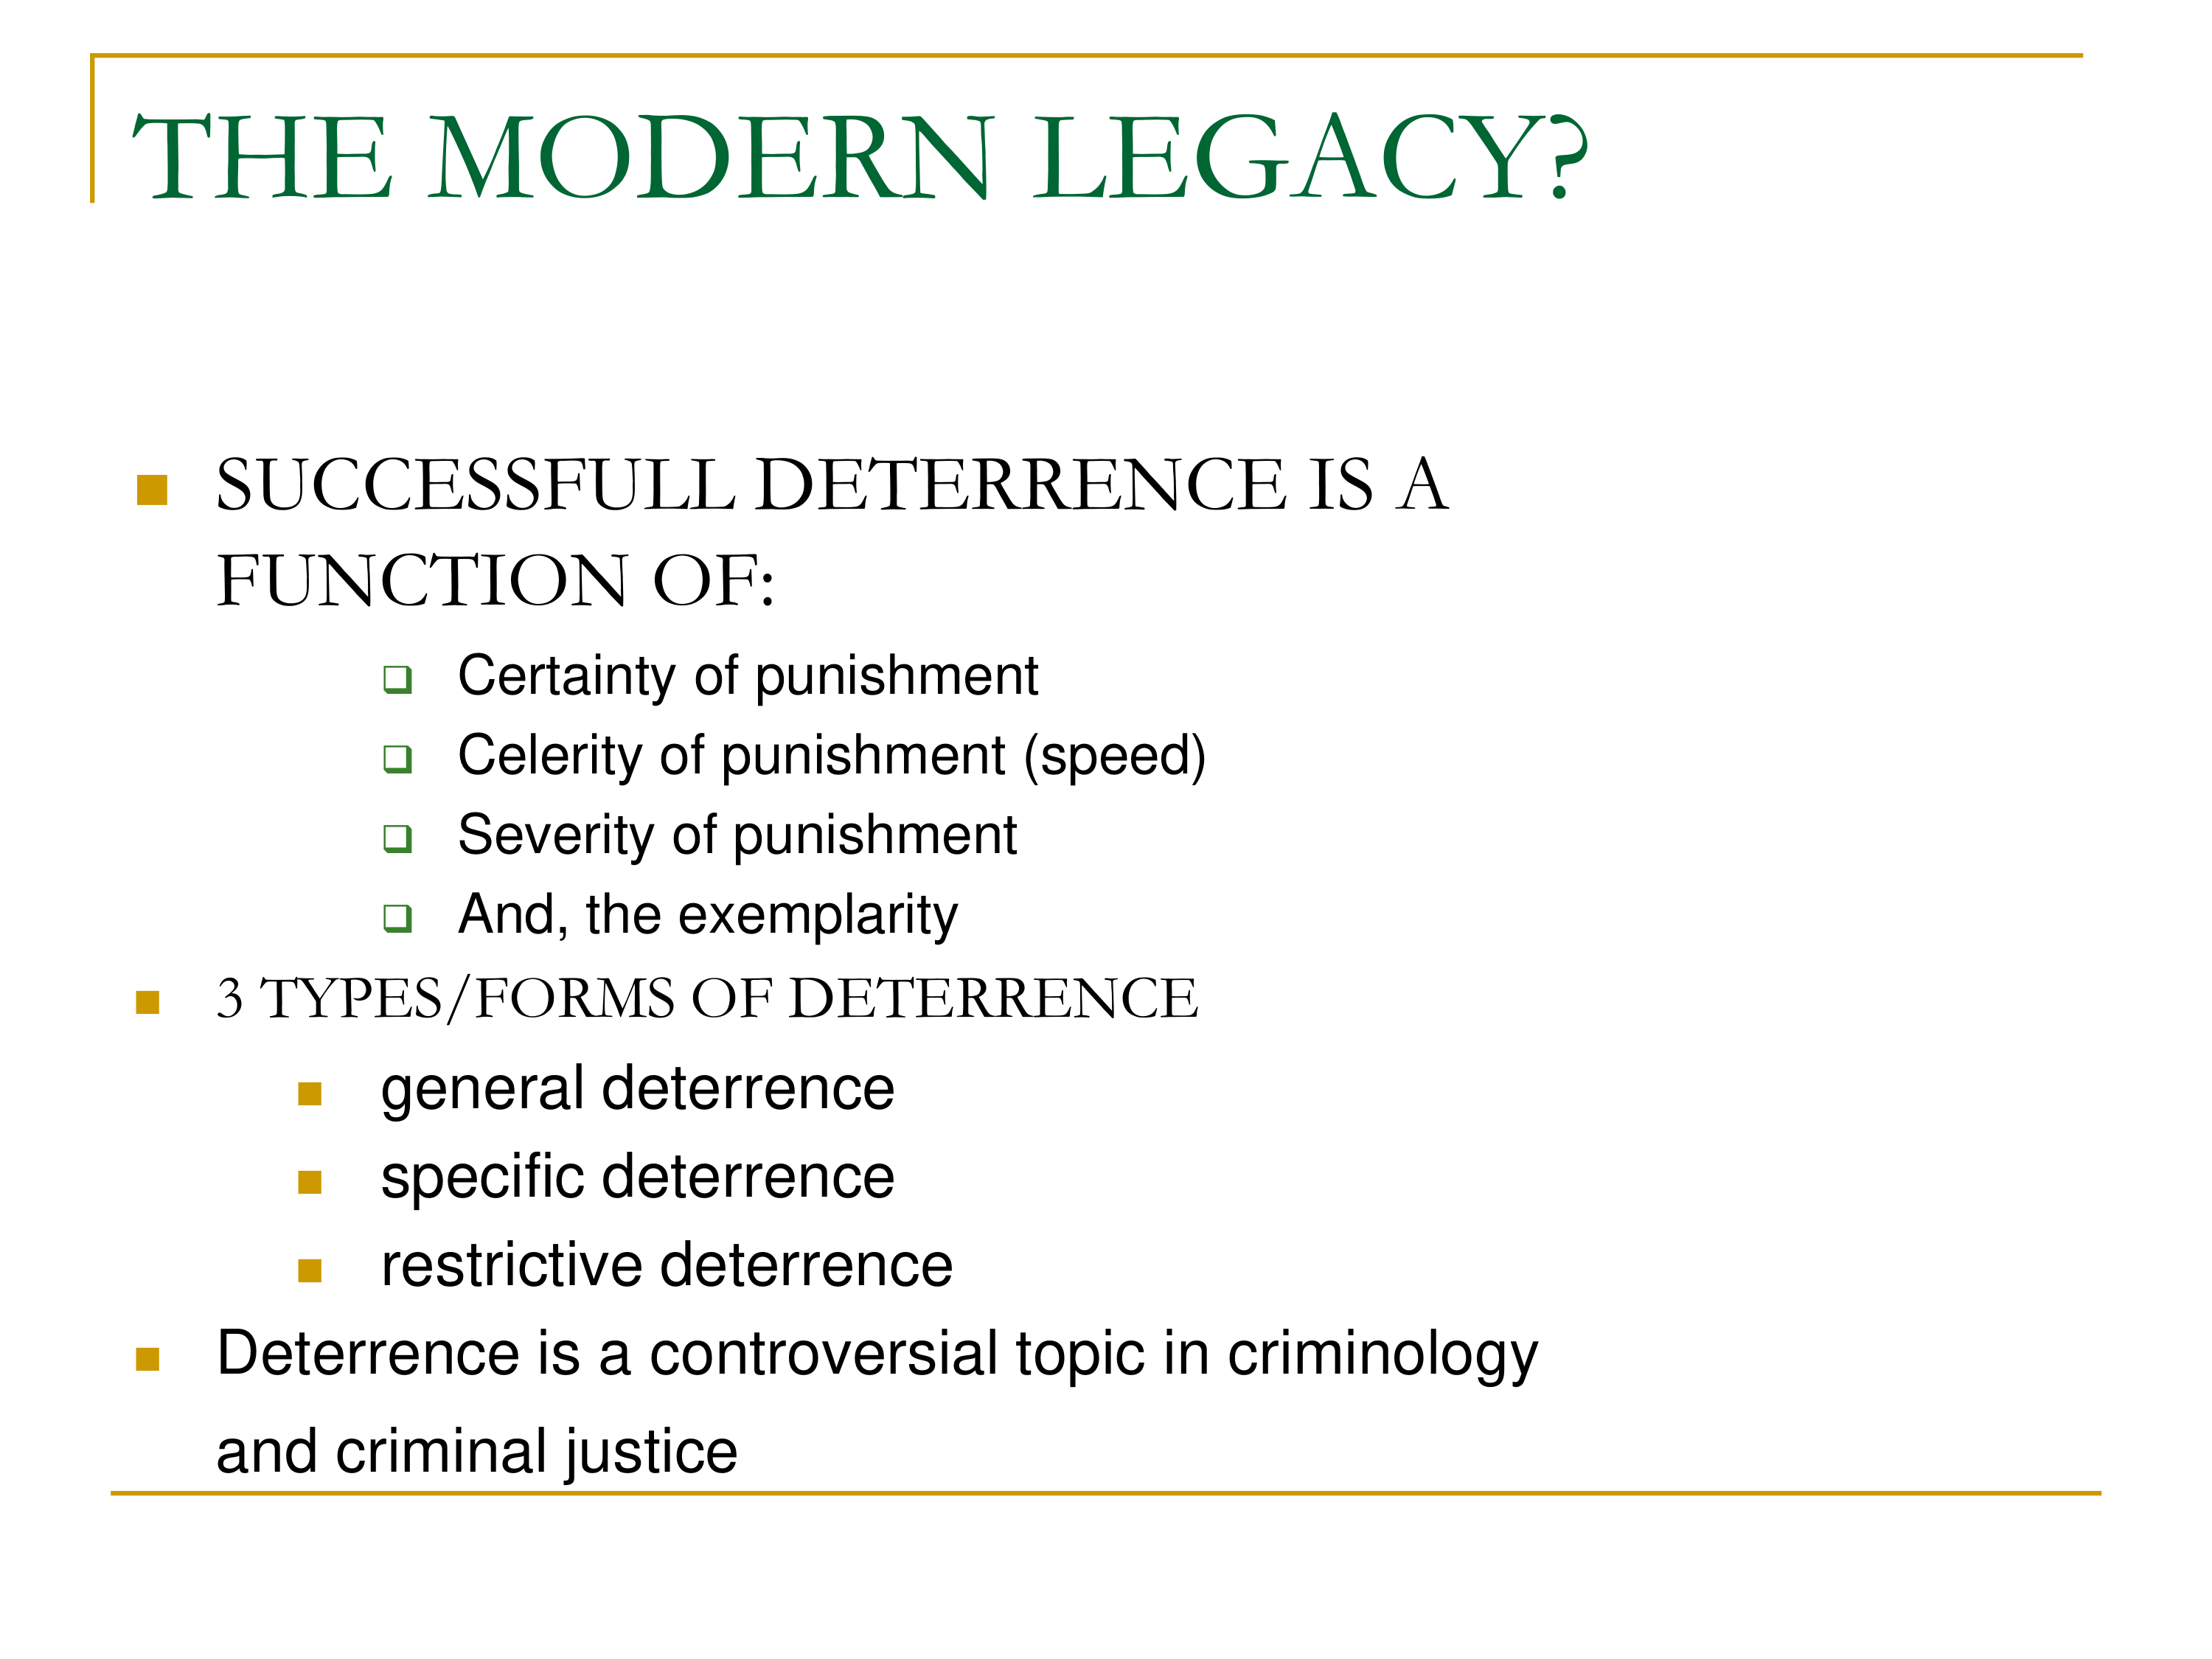 THE MODERN LEGACY?
SUCCESSFULL DETERRENCE IS A
FUNCTION OF:
Certainty of punishment
Celerity of punishment (speed)
Severity of punishment
And, the exemplarity
3 TYPES/FORMS OF DETERRENCE
general deterrence
specific deterrence
restrictive deterrence
Deterrence is a controversial topic in criminology
and criminal justice